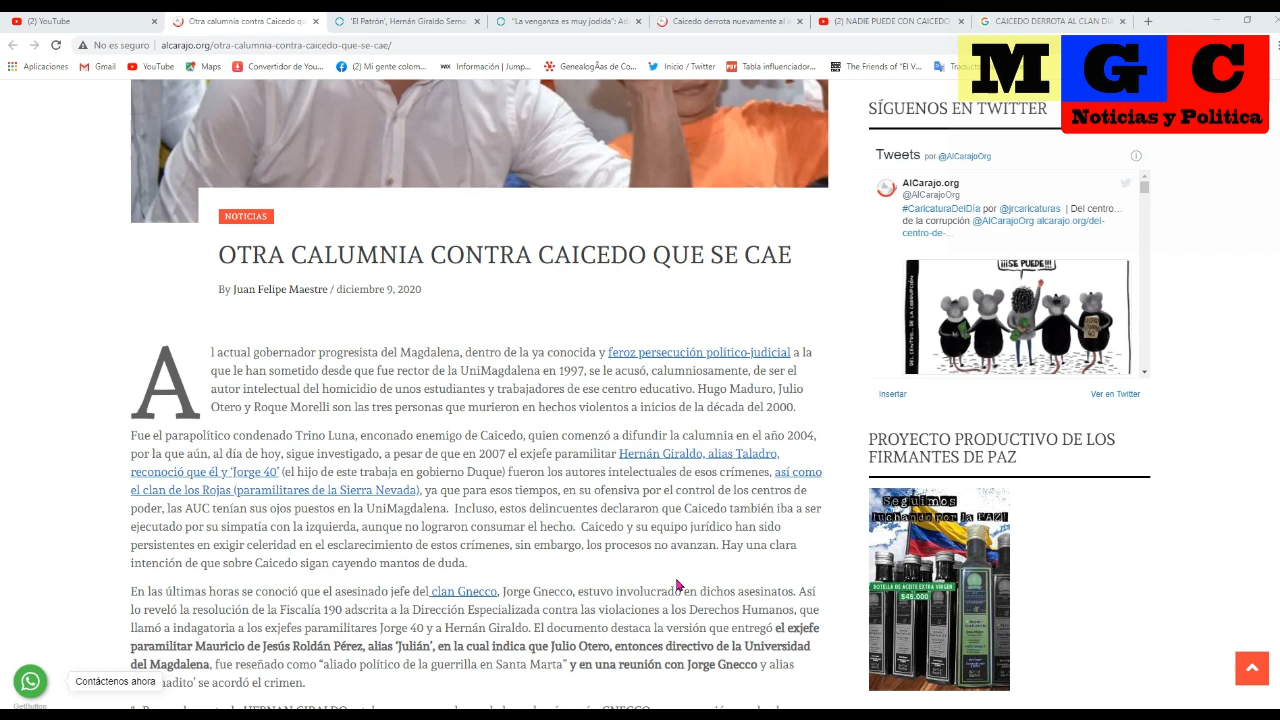 (2) YouTube
Otra calumnia contra Caicedo qu
'El Patrón', Hernán Giraldo Serna
"La venganza es muy jodida": Ad
Caicedo derrota nuevamente al
(2) NADIE PUEDE CON CAICEDO
CAICEDO DERROTA AL CLAN DIA
No es seguro | alcarajo.org/otra-calumnia-contra-caicedo-que-se-cae/
Aplicaciones
Gmail
YouTube
Maps
Convertidor de You...
(2) Mi gente colom...
WK Información | Jump...
GenealogÃas de Co...
Inicio / Twitter
Tabla influenciador...
The Friends of "El V...
MGC
Noticias y Politica
NOTICIAS
OTRA CALUMNIA CONTRA CAICEDO QUE SE CAE
By Juan Felipe Maestre / diciembre 9, 2020
Al actual gobernador progresista del Magdalena, dentro de la ya conocida y feroz persecución político-judicial a la
que le han sometido desde que fue rector de la UniMagdalena en 1997, se le acusó, calumniosamente, de ser el
autor intelectual del homicidio de unos estudiantes y trabajadores de ese centro educativo. Hugo Maduro, Julio
Otero y Roque Morelli son las tres personas que murieron en hechos violentos a inicios de la década del 2000.
Fue el parapolítico condenado Trino Luna, enconado enemigo de Caicedo, quien comenzó a difundir la calumnia en el año 2004,
por la que aún, al día de hoy, sigue investigado, a pesar de que en 2007 el exjefe paramilitar Hernán Giraldo, alias Taladro,
reconoció que él y 'Jorge 40' (el hijo de este trabaja en gobierno Duque) fueron los autores intelectuales de esos crímenes, así como
el clan de los Rojas (paramilitares de la Sierra Nevada), ya que para esos tiempos, en su ofensiva por el control de los centros de
poder, las AUC tenían sus ojos puestos en la UniMagdalena. Incluso, estos delincuentes declararon que Caicedo también iba a ser
ejecutado por su simpatía con la izquierda, aunque no lograron consumar el hecho. Caicedo y su equipo de abogados han sido
persistentes en exigir celeridad en el esclarecimiento de estos crímenes, sin embargo, los procesos no avanzan. Hay una clara
intención de que sobre Caicedo sigan cayendo mantos de duda.
En las últimas horas se conoció que el asesinado jefe del clan Gnecco, Jorge Gnecco, estuvo involucrado en dichos asesinatos. Así
lo reveló la resolución de la Fiscalía 190 adscrita a la Dirección Especializada contra las violaciones a los Derechos Humanos, que
llamó a indagatoria a los exjefes paramilitares Jorge 40 y a Hernán Giraldo. El documento destaca la versión que entregó el exjefe
paramilitar Mauricio de Jesús Roldán Pérez, alias 'Julián', en la cual indica que Julio Otero, entonces directivo de la Universidad
del Magdalena, fue reseñado como "aliado político de la guerrilla en Santa Marta" y en una reunión con Jorge Gnecco y alias
se acordó el crimen.
Contáctenos ahora
GetButton
SÍGUENOS EN TWITTER
Tweets por @AlCarajoOrg
AlCarajo.org
@AlCarajoOrg
#CaricaturaDelDía por @jrcaricaturas | Del centro...
de la corrupción @AlCarajoOrg alcarajo.org/del-
centro-de-...
¡¡¡SE PUEDE!!!
DEL CENTRO... DE LA CORRUPCIÓN
Insertar
Ver en Twitter
PROYECTO PRODUCTIVO DE LOS
FIRMANTES DE PAZ
Seguimos
luchando por la PAZ!
BOTELLA DE ACEITE EXTRA VIRGEN
$45.000